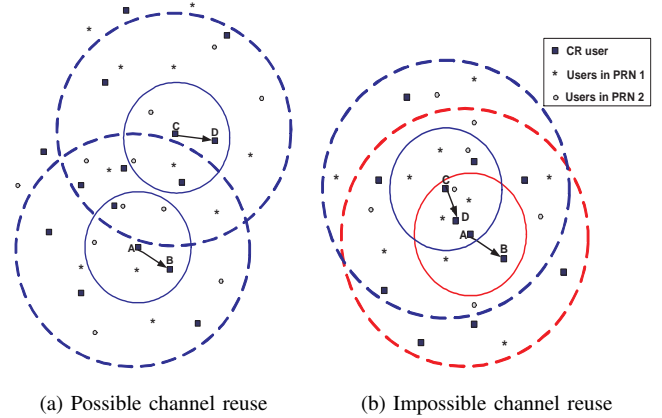 C
D
A
B
C
D
A
B
CR user
* Users in PRN 1
Users in PRN 2
(a) Possible channel reuse
(b) Impossible channel reuse